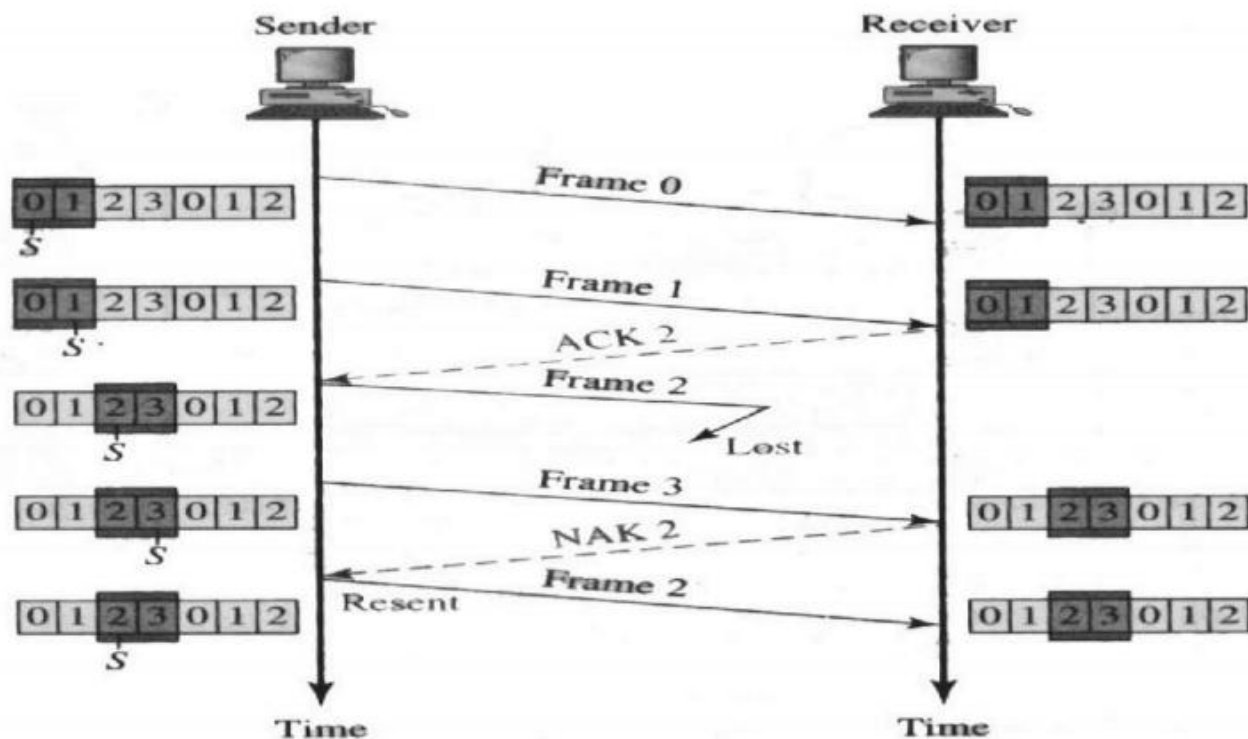 Sender
Receiver
Frame 0
0 1 2 3 0 1 2
S
0 1 2 3 0 1 2
Frame 1
0 1 2 3 0 1 2
S
0 1 2 3 0 1 2
ACK 2
Frame 2
0 1 2 3 0 1 2
S
Lost
Frame 3
0 1 2 3 0 1 2
S
0 1 2 3 0 1 2
NAK 2
Frame 2
Resent
0 1 2 3 0 1 2
S
0 1 2 3 0 1 2
Time
Time